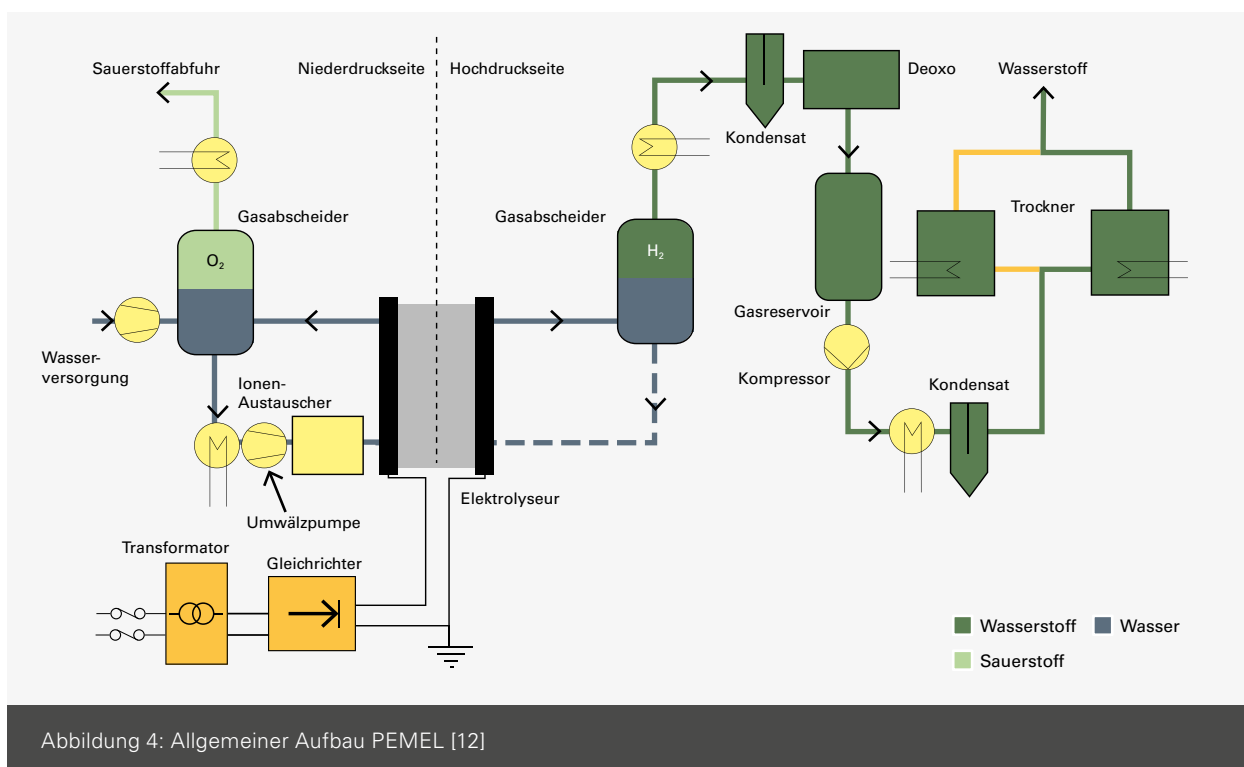 Sauerstoffabfuhr
Niederdruckseite
Hochdruckseite
Deoxo
Wasserstoff
Kondensat
Gasabscheider
Gasabscheider
Trockner
O₂
H₂
Gasreservoir
Wasser-
versorgung
Ionen-
Austauscher
Kompressor
Kondensat
Elektrolyseur
Umwälzpumpe
Transformator
Gleichrichter
Wasserstoff
Wasser
Sauerstoff
Abbildung 4: Allgemeiner Aufbau PEMEL [12]